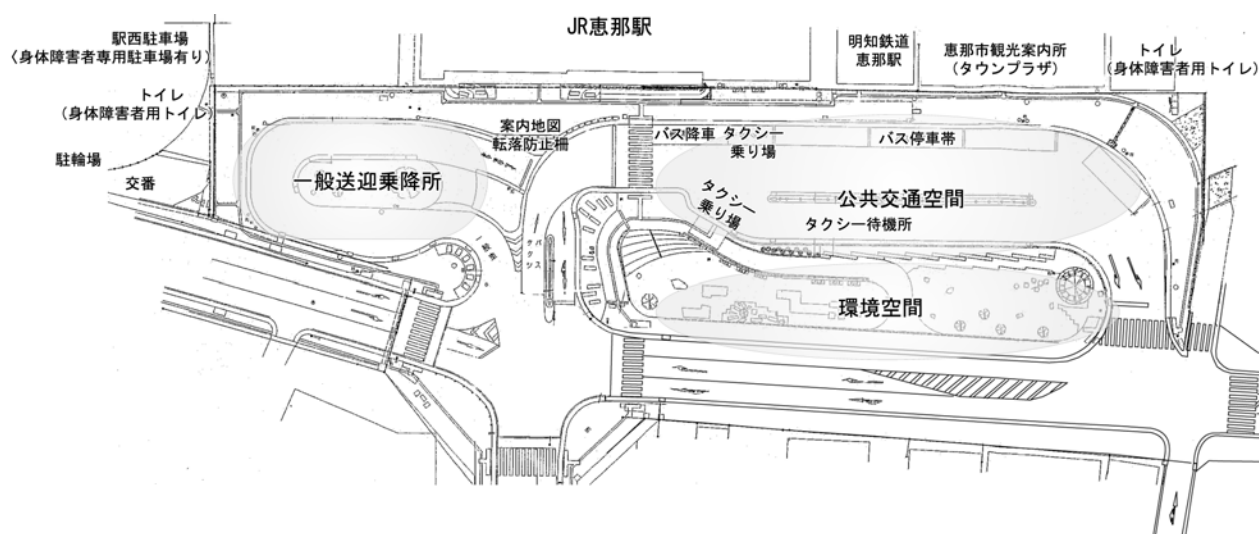 JR恵那駅
駅西駐車場
〈身体障害者専用駐車場有り〉
明知鉄道
恵那駅
恵那市観光案内所
(タウンプラザ)
トイレ
(身体障害者用トイレ)
トイレ
(身体障害者用トイレ)
案内地図
転落防止柵
バス降車
タクシー
乗り場
バス停車帯
駐輪場
交番
一般送迎乗降所
タクシー
乗り場
公共交通空間
タクシー待機所
環境空間